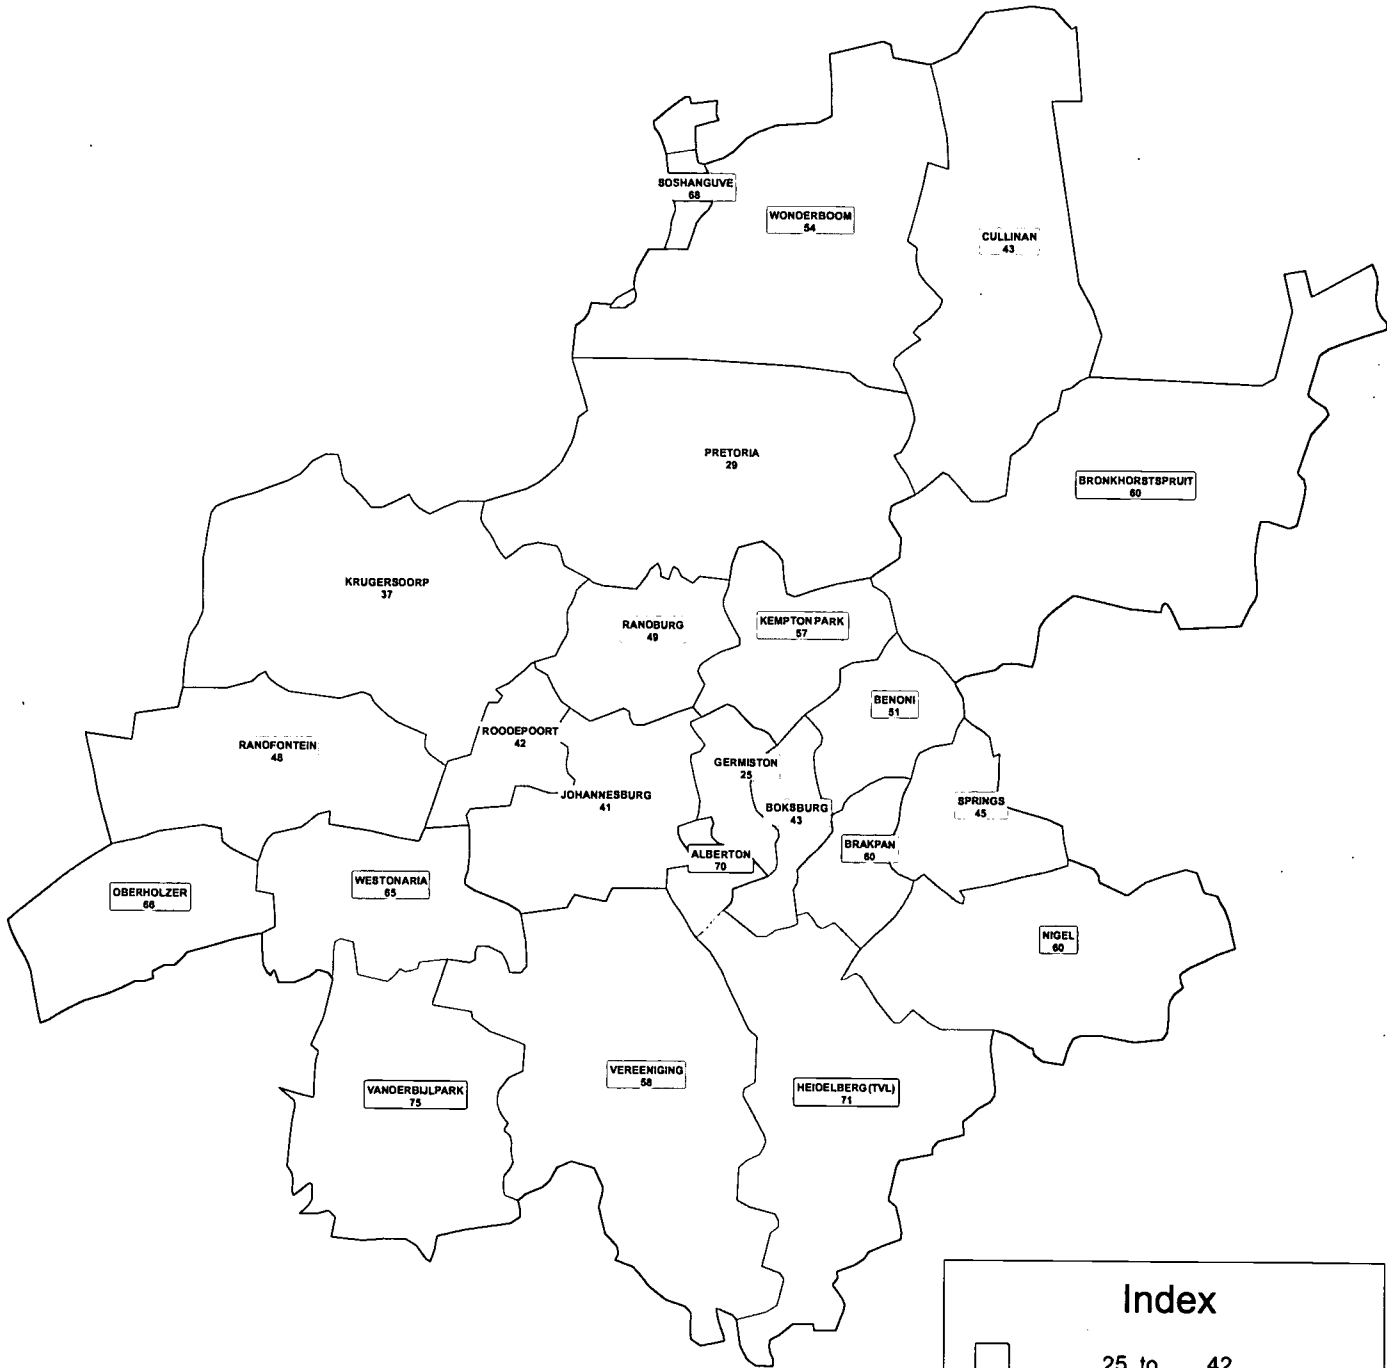 SOSHANGUVE
68
WONDERBOOM
54
CULLINAN
43
PRETORIA
29
BRONKHORSTSPRUIT
60
KRUGERSDORP
37
RANDBURG
49
KEMPTON PARK
57
BENONI
51
ROODEPOORT
42
RANDFONTEIN
48
GERMISTON
25
JOHANNESBURG
41
BOKSBURG
43
SPRINGS
45
BRAKPAN
60
ALBERTON
70
WESTONARIA
65
OBERHOLZER
66
NIGEL
60
VEREENIGING
58
VANDERBIJLPARK
75
HEIDELBERG (TVL)
71
Index
25 to 42